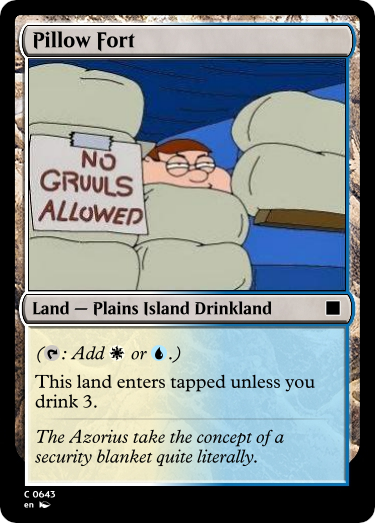 Pillow Fort
NO
GRUULS
ALLOWED
Land — Plains Island Drinkland
(: Add or .)
This land enters tapped unless you
drink 3.
The Azorius take the concept of a
security blanket quite literally.
C 0643
en